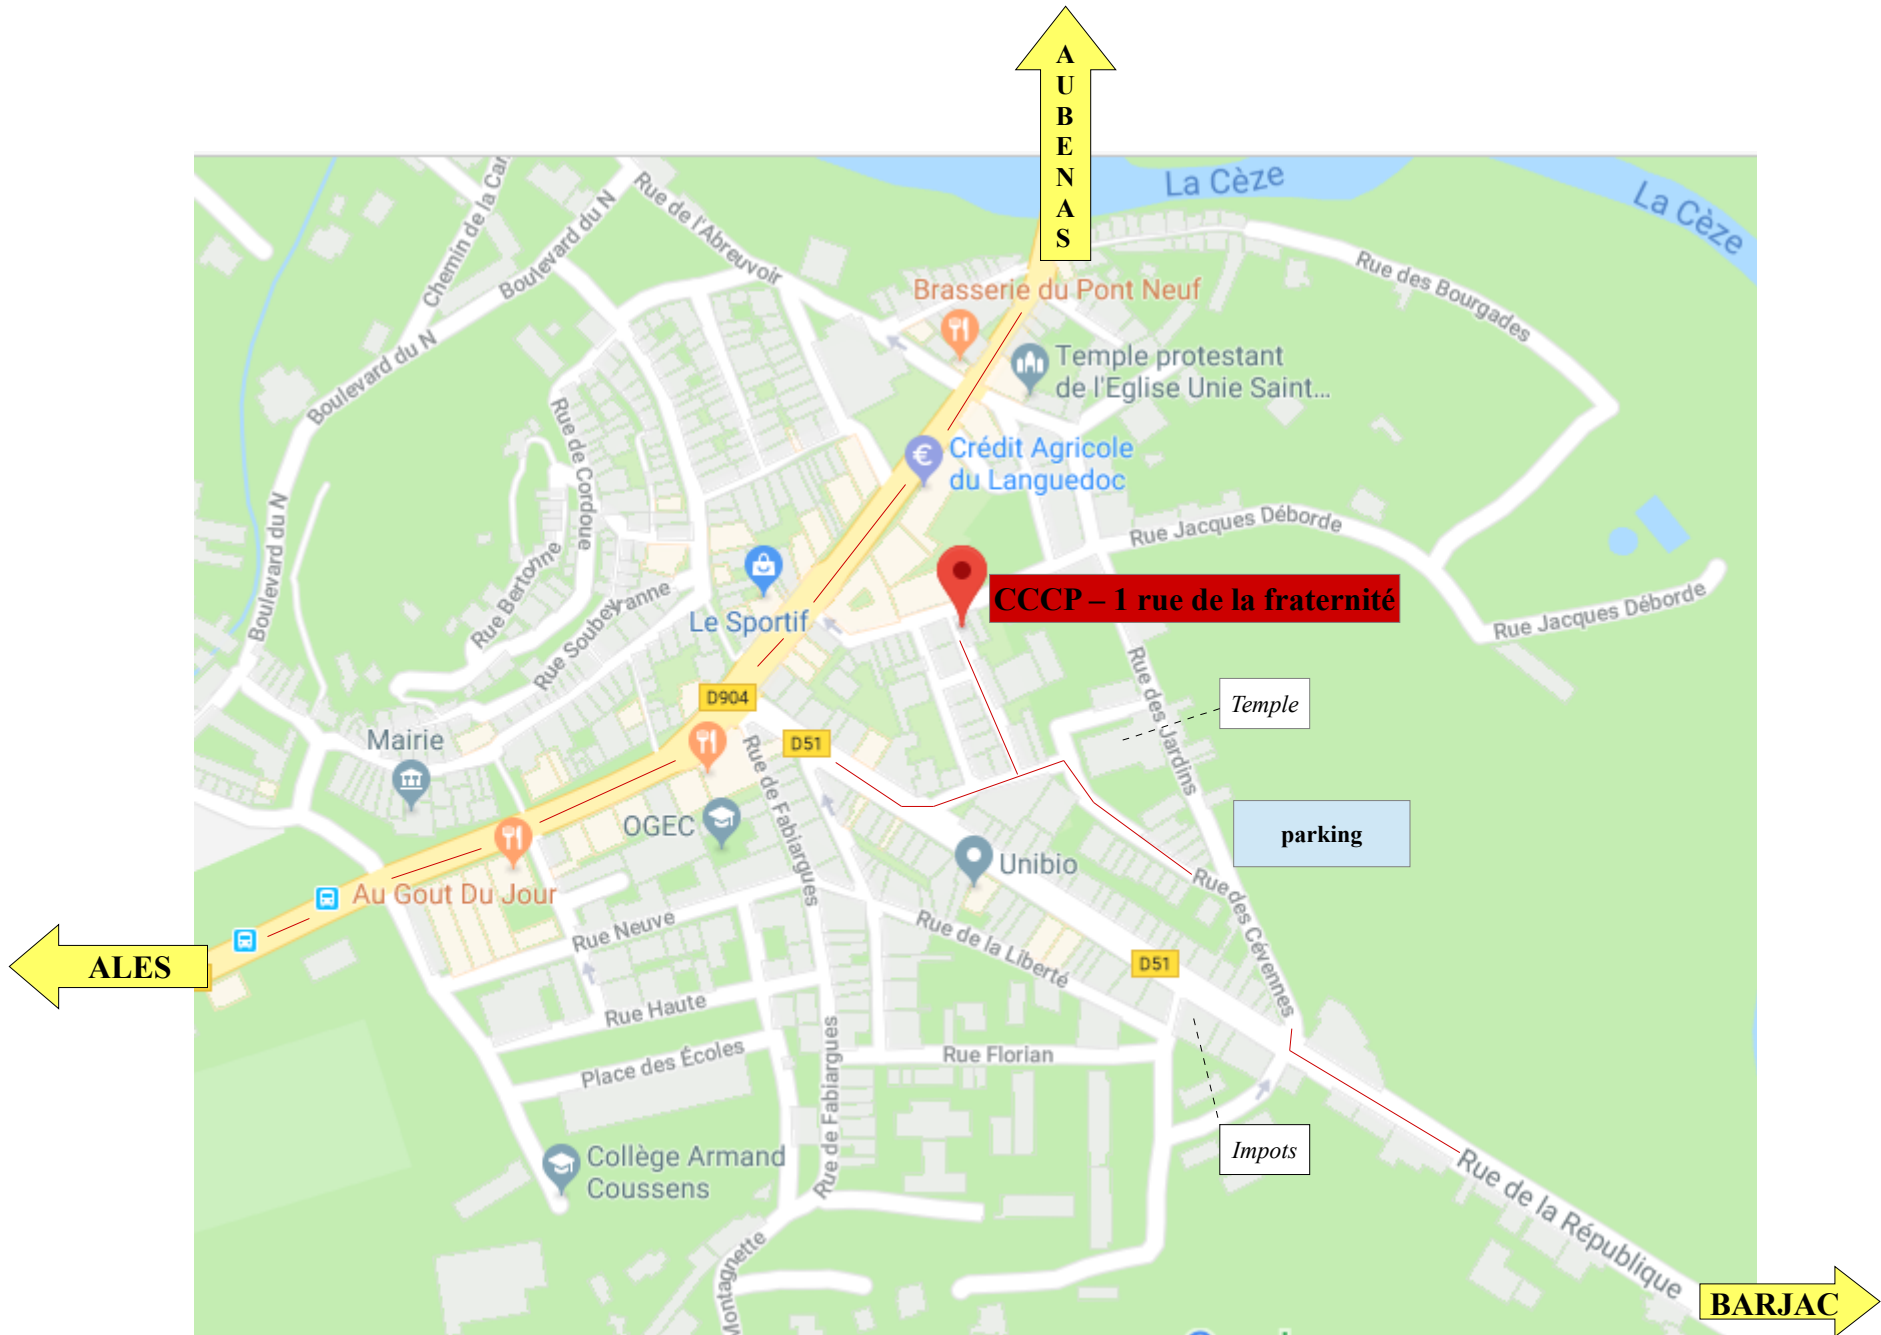 AUBENAS
La Cèze
La Cèze
Chemin de la Car
Boulevard du N
Rue de l'Abreuvoir
Rue des Bourgades
Brasserie du Pont Neuf
Boulevard du N
Temple protestant
de l'Eglise Unie Saint...
Rue de Cordoue
Crédit Agricole
du Languedoc
Boulevard du N
Rue Jacques Déborde
Rue Bertonne
CCCP – 1 rue de la fraternité
Rue Soubeyranne
Le Sportif
Rue Jacques Déborde
Rue des Jardins
D904
Temple
Mairie
D51
Rue de Fabiargues
OGEC
parking
Unibio
Au Gout Du Jour
Rue des Cévennes
Rue Neuve
Rue de la Liberté
D51
ALES
Rue Haute
Rue Florian
Place des Écoles
Rue de Fabiargues
Impots
Collège Armand
Coussens
Rue de la République
Montagnette
BARJAC